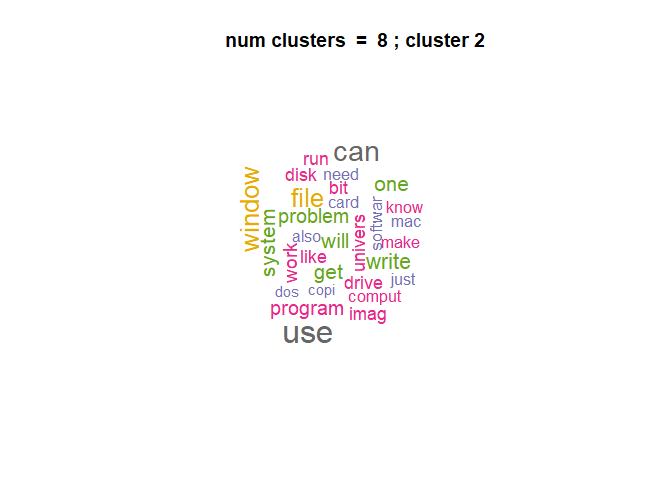 num clusters = 8 ; cluster 2
run can
disk need
window bit one
file card
problem softwar know
system also will univers mac
work like make
get write
dos copi drive just
program comput
imag
use